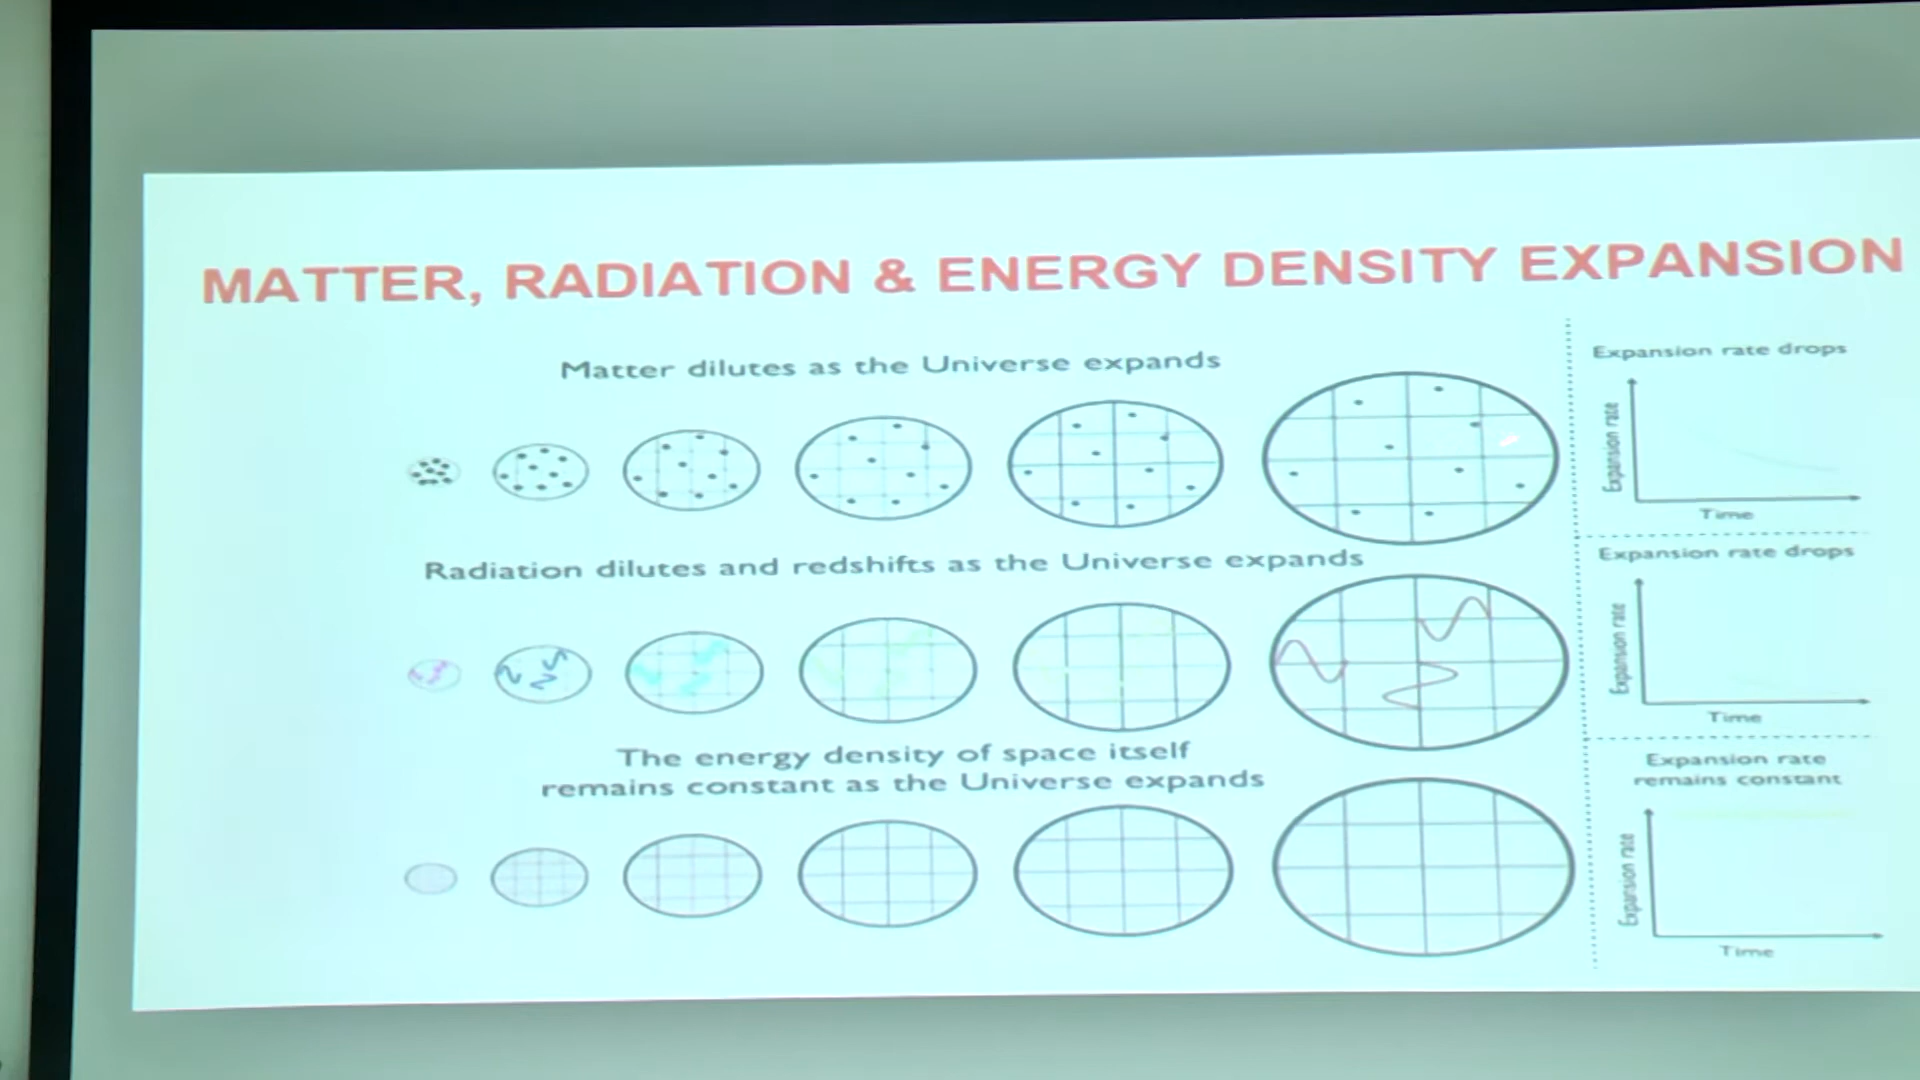 MATTER, RADIATION & ENERGY DENSITY EXPANSION
Matter dilutes as the Universe expands
Expansion rate drops
Expansion rate
Time
Radiation dilutes and redshifts as the Universe expands
Expansion rate drops
Expansion rate
Time
The energy density of space itself
remains constant as the Universe expands
Expansion rate
remains constant
Expansion rate
Time